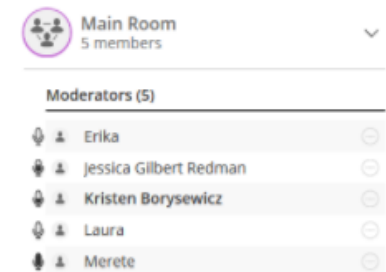 Main Room
5 members
Moderators (5)
Erika
Jessica Gilbert Redman
Kristen Borysewicz
Laura
Merete